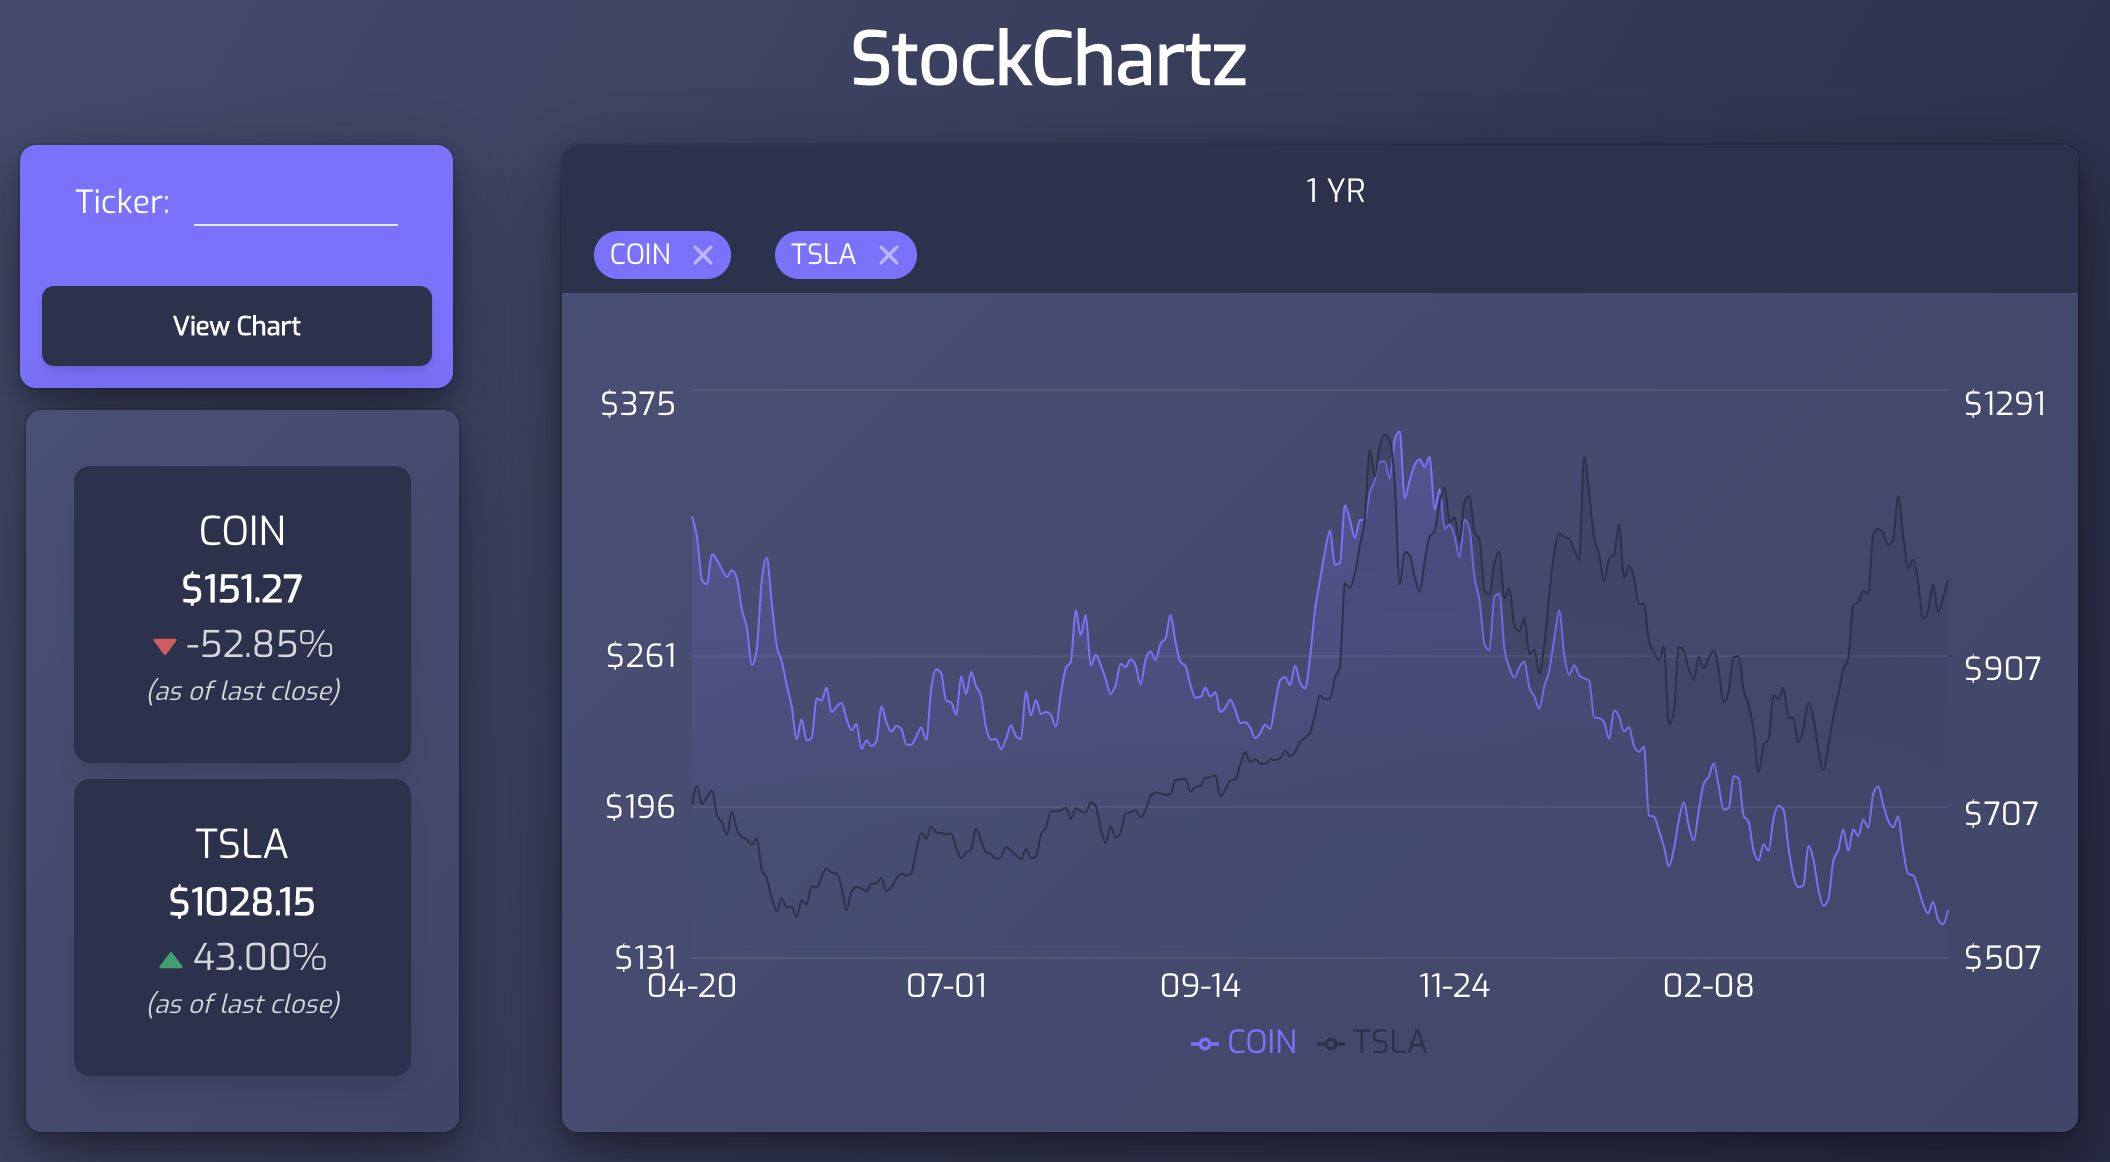 StockChartz
Ticker:
View Chart
COIN
$151.27
-52.85%
(as of last close)
TSLA
$1028.15
43.00%
(as of last close)
1 YR
COIN
TSLA
$375
$261
$196
$131
$1291
$907
$707
$507
04-20 07-01 09-14 11-24 02-08
COIN TSLA